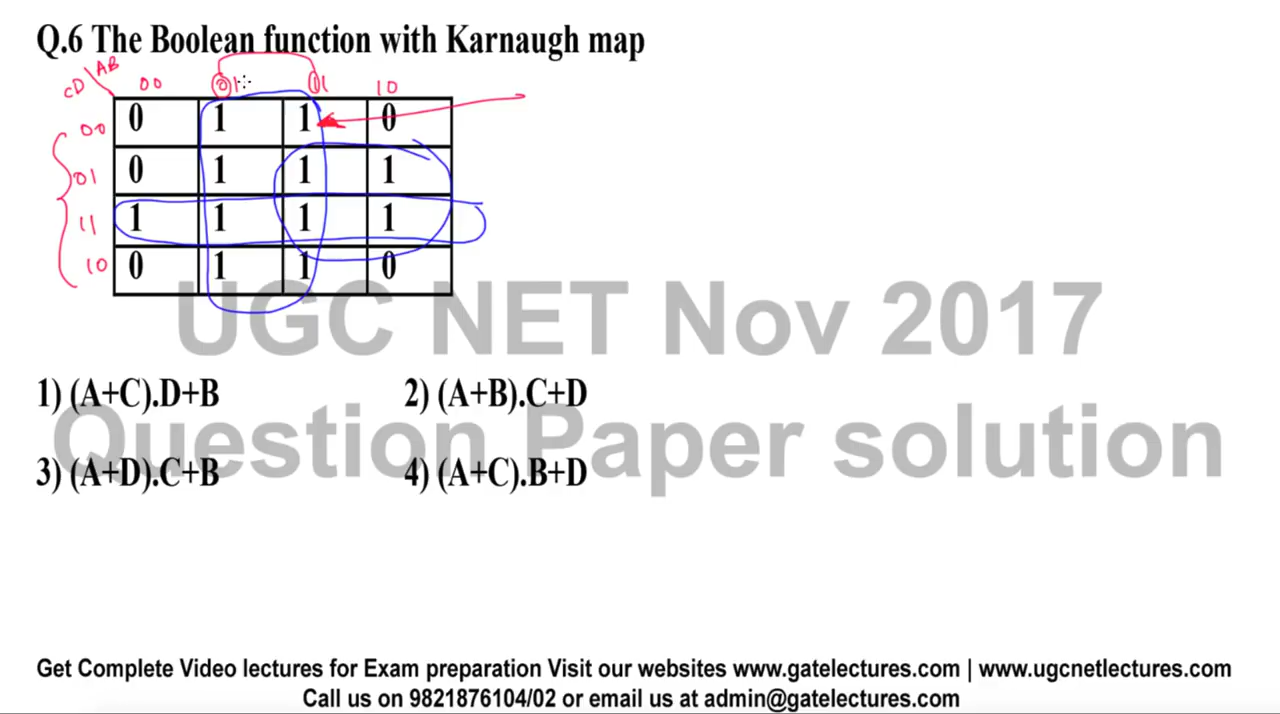 Q.6 The Boolean function with Karnaugh map
CD \ AB 00 01 01 10
00 0 1 1 0
01 0 1 1 1
11 1 1 1 1
10 0 1 1 0
UGC NET Nov 2017
1) (A+C).D+B 2) (A+B).C+D
Question Paper solution
3) (A+D).C+B 4) (A+C).B+D
Get Complete Video lectures for Exam preparation Visit our websites www.gatelectures.com | www.ugcnetlectures.com
Call us on 9821876104/02 or email us at admin@gatelectures.com